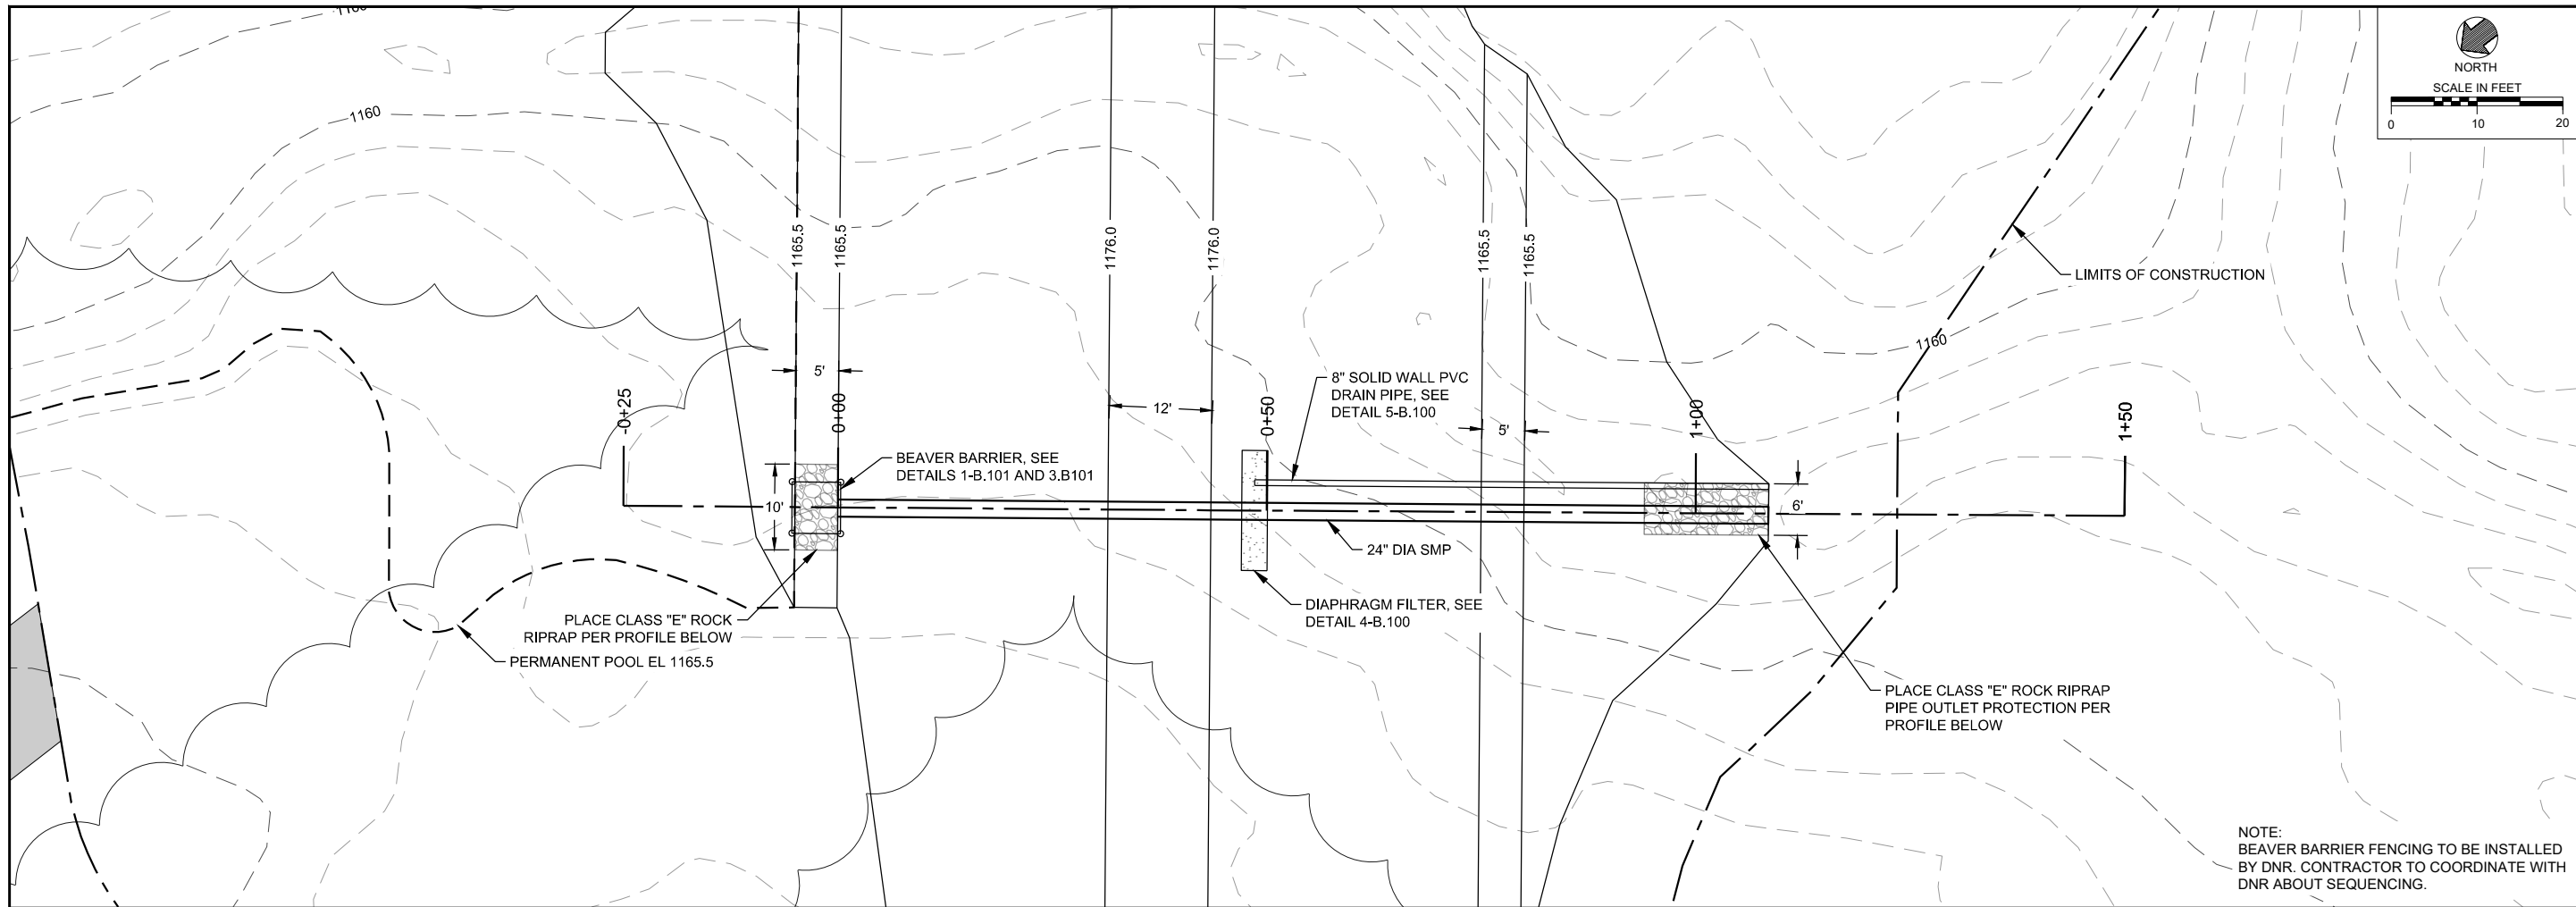 1160
NORTH
SCALE IN FEET
0 10 20
1160
1165.5
1165.5
1176.0
1176.0
1165.5
1165.5
LIMITS OF CONSTRUCTION
1160
5'
12'
5'
8" SOLID WALL PVC
DRAIN PIPE, SEE
DETAIL 5-B.100
-0+25
0+00
0+50
1+00
1+50
BEAVER BARRIER, SEE
DETAILS 1-B.101 AND 3.B101
10'
6'
24" DIA SMP
PLACE CLASS "E" ROCK
RIPRAP PER PROFILE BELOW
PERMANENT POOL EL 1165.5
DIAPHRAGM FILTER, SEE
DETAIL 4-B.100
PLACE CLASS "E" ROCK RIPRAP
PIPE OUTLET PROTECTION PER
PROFILE BELOW
NOTE:
BEAVER BARRIER FENCING TO BE INSTALLED
BY DNR. CONTRACTOR TO COORDINATE WITH
DNR ABOUT SEQUENCING.